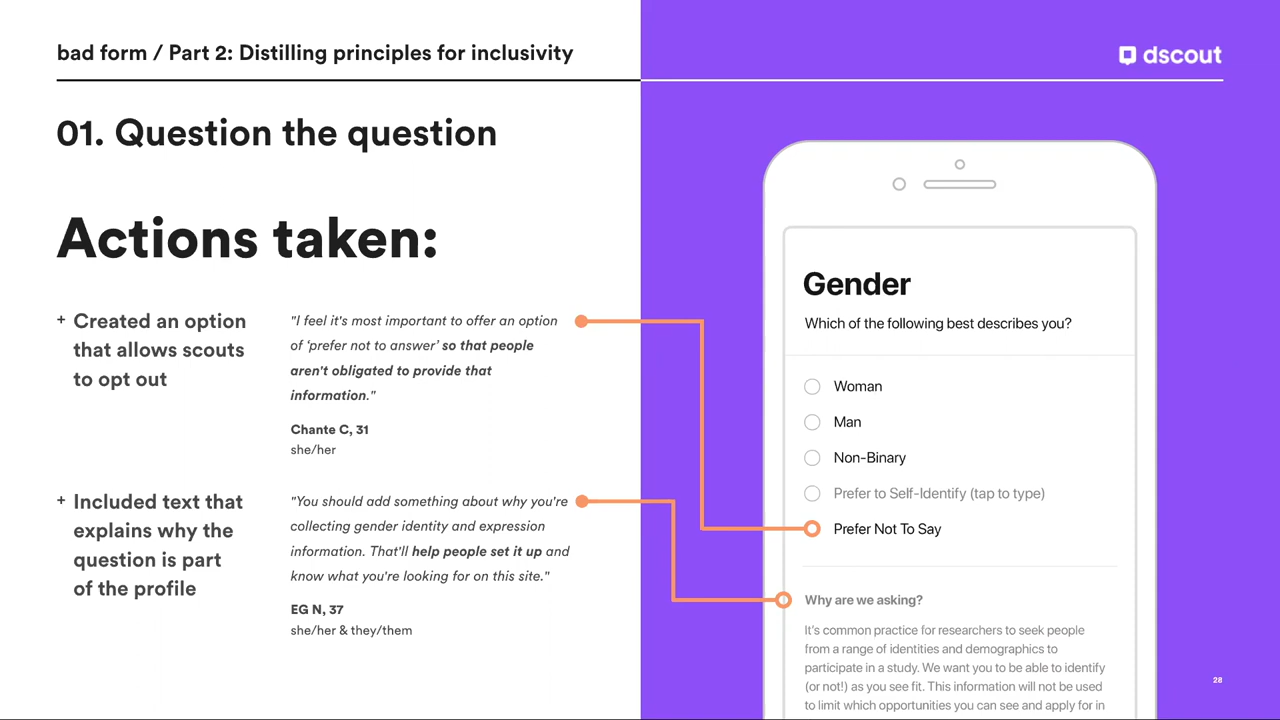 bad form / Part 2: Distilling principles for inclusivity
dscout
01. Question the question
Actions taken:
+ Created an option
that allows scouts
to opt out
"I feel it's most important to offer an option
of ‘prefer not to answer’ so that people
aren't obligated to provide that
information."
Chante C, 31
she/her
+ Included text that
explains why the
question is part
of the profile
"You should add something about why you're
collecting gender identity and expression
information. That'll help people set it up and
know what you're looking for on this site."
EG N, 37
she/her & they/them
Gender
Which of the following best describes you?
Woman
Man
Non-Binary
Prefer to Self-Identify (tap to type)
Prefer Not To Say
Why are we asking?
It's common practice for researchers to seek people
from a range of identities and demographics to
participate in a study. We want you to be able to identify
(or not!) as you see fit. This information will not be used
to limit which opportunities you can see and apply for in
28